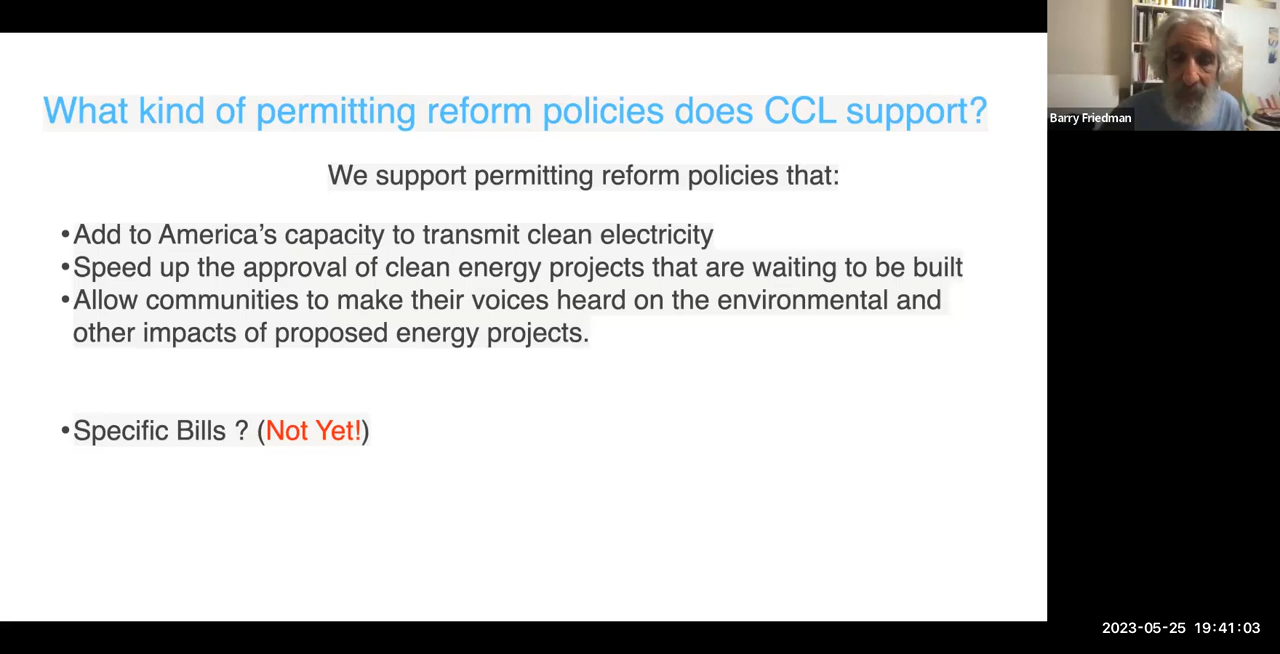 What kind of permitting reform policies does CCL support?
We support permitting reform policies that:
•Add to America’s capacity to transmit clean electricity
•Speed up the approval of clean energy projects that are waiting to be built
•Allow communities to make their voices heard on the environmental and
other impacts of proposed energy projects.
•Specific Bills ? (Not Yet!)
Barry Friedman
2023-05-25 19:41:03